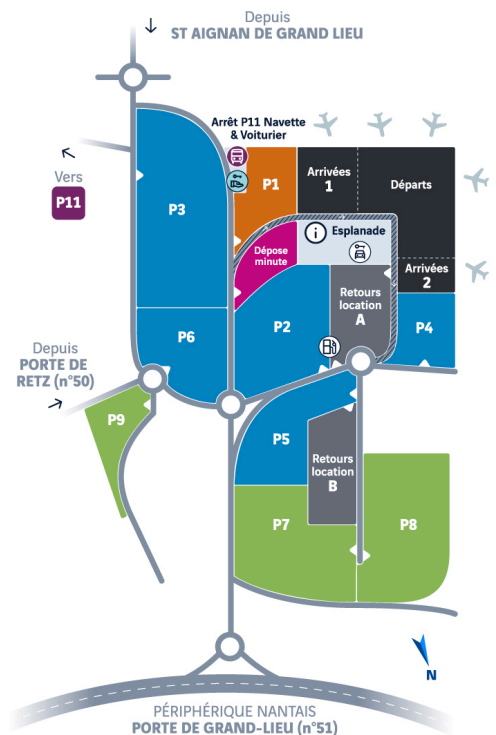 Depuis
ST AIGNAN DE GRAND LIEU
Arrêt P11 Navette
& Voiturier
Vers
P11
P3
P1
Arrivées
1
Départs
Dépose
minute
i Esplanade
Arrivées
2
Retours
location
A
P6
P2
P4
Depuis
PORTE DE
RETZ (n°50)
P9
P5
Retours
location
B
P7
P8
N
PÉRIPHÉRIQUE NANTAIS
PORTE DE GRAND-LIEU (n°51)